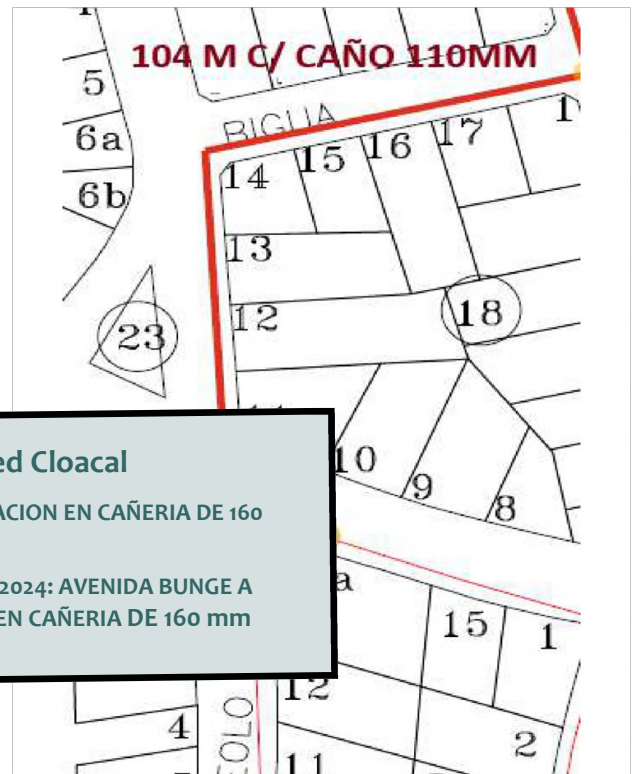 104 M C/ CAÑO 110MM
5
BIGUA
1
6a
17
15
16
14
6b
13
12
18
23
ed Cloacal
10
9
8
ACION EN CAÑERIA DE 160
2024: AVENIDA BUNGE A
EN CAÑERIA DE 160 mm
a
15
1
12
4
EOLO
2
11